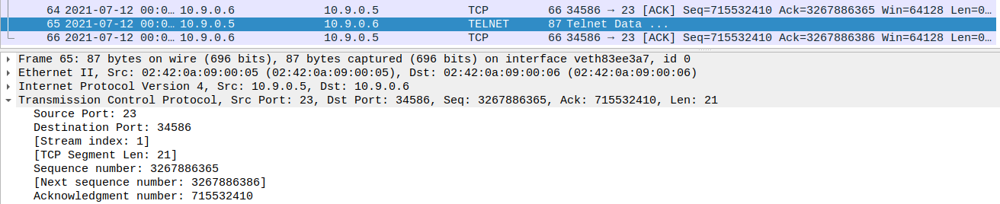 64 2021-07-12 00:0… 10.9.0.6 10.9.0.5 TCP 66 34586 → 23 [ACK] Seq=715532410 Ack=3267886365 Win=64128 Len=0…
65 2021-07-12 00:0… 10.9.0.5 10.9.0.6 TELNET 87 Telnet Data ...
66 2021-07-12 00:0… 10.9.0.6 10.9.0.5 TCP 66 34586 → 23 [ACK] Seq=715532410 Ack=3267886386 Win=64128 Len=0…
Frame 65: 87 bytes on wire (696 bits), 87 bytes captured (696 bits) on interface veth83ee3a7, id 0
Ethernet II, Src: 02:42:0a:09:00:05 (02:42:0a:09:00:05), Dst: 02:42:0a:09:00:06 (02:42:0a:09:00:06)
Internet Protocol Version 4, Src: 10.9.0.5, Dst: 10.9.0.6
Transmission Control Protocol, Src Port: 23, Dst Port: 34586, Seq: 3267886365, Ack: 715532410, Len: 21
Source Port: 23
Destination Port: 34586
[Stream index: 1]
[TCP Segment Len: 21]
Sequence number: 3267886365
[Next sequence number: 3267886386]
Acknowledgment number: 715532410